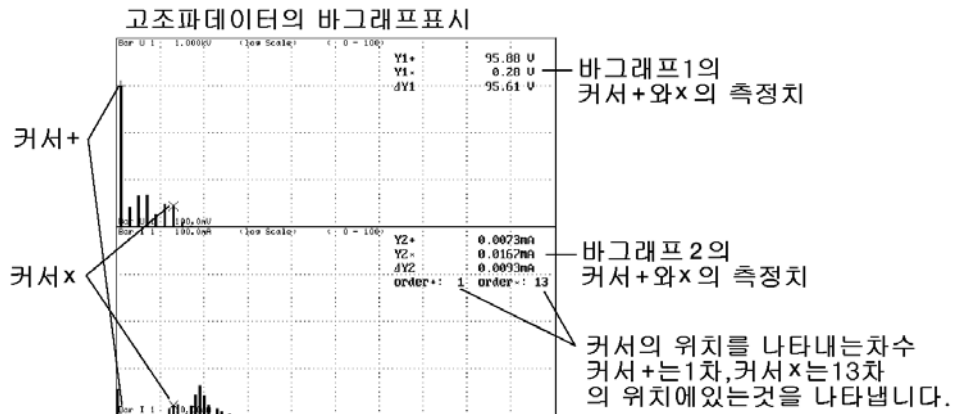 고조파데이터의 바그래프표시
Bar U 1 1.000kV (log Scale) ( 0 - 100)
Y1+ 95.88 V
Y1× 0.28 V
ΔY1 95.61 V
바그래프1의
커서+와×의 측정치
커서+
Bar U 1 100.0mV
Bar I 1 100.0mA (log Scale) ( 0 - 100)
Y2+ 0.0073mA
Y2× 0.0167mA
ΔY2 0.0093mA
order+: 1 order×: 13
바그래프 2의
커서+와×의 측정치
커서×
커서의 위치를 나타내는차수
커서+는1차,커서×는13차
의 위치에있는것을 나타냅니다.
Bar I 1